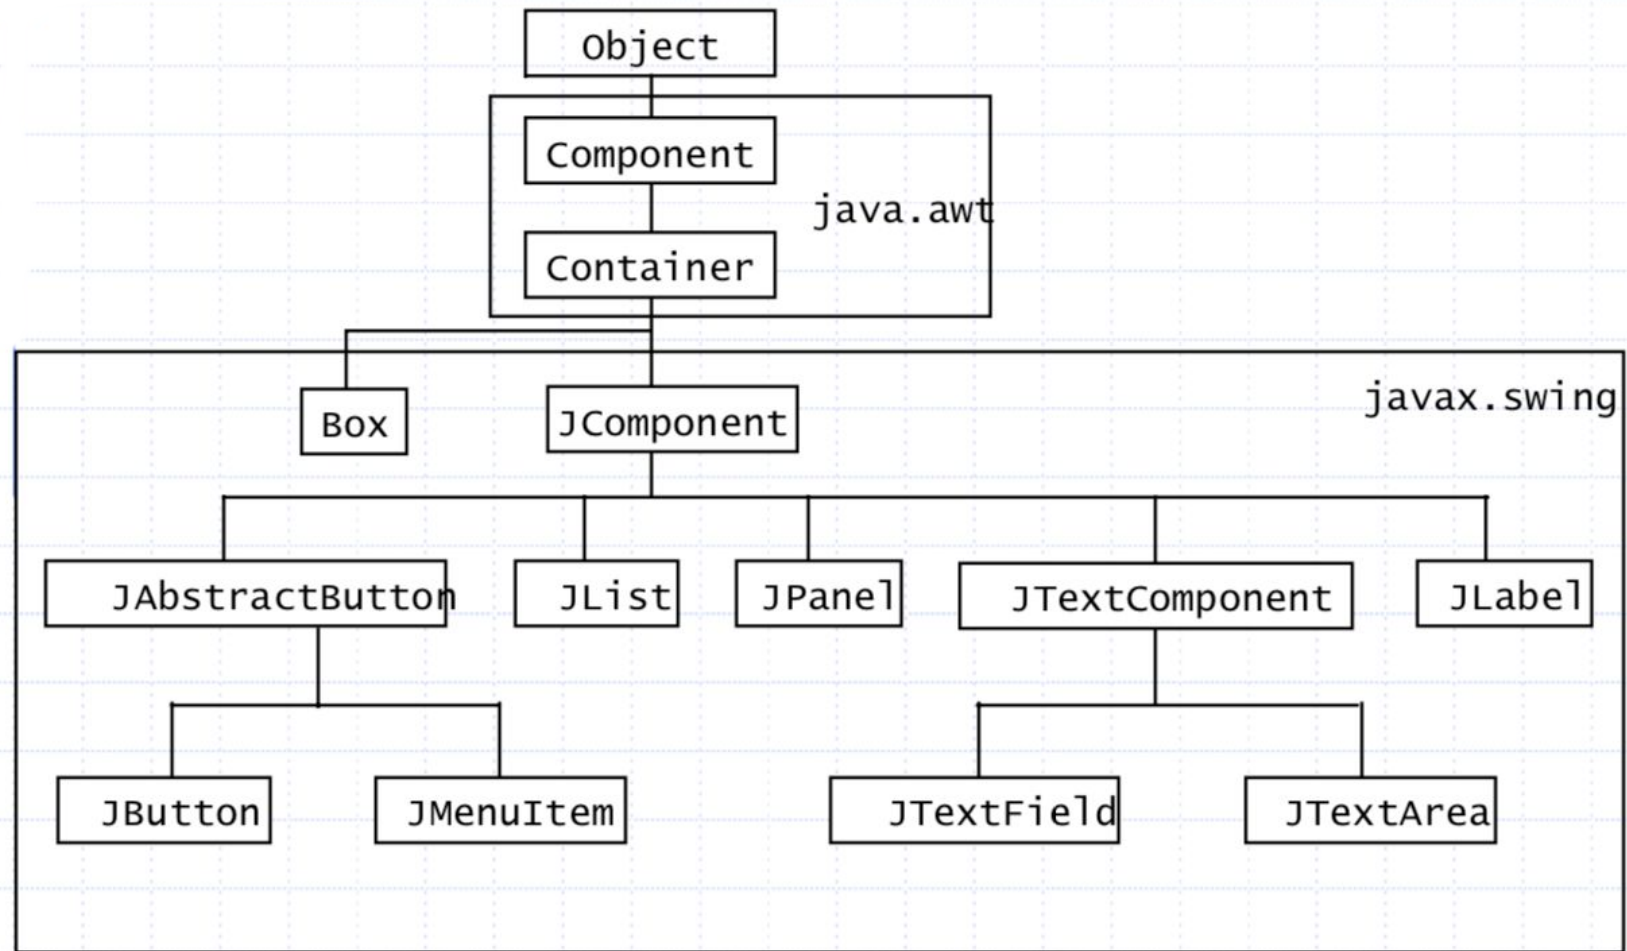 Object
Component
java.awt
Container
Box
JComponent
javax.swing
JAbstractButton
JList
JPanel
JTextComponent
JLabel
JButton
JMenuItem
JTextField
JTextArea